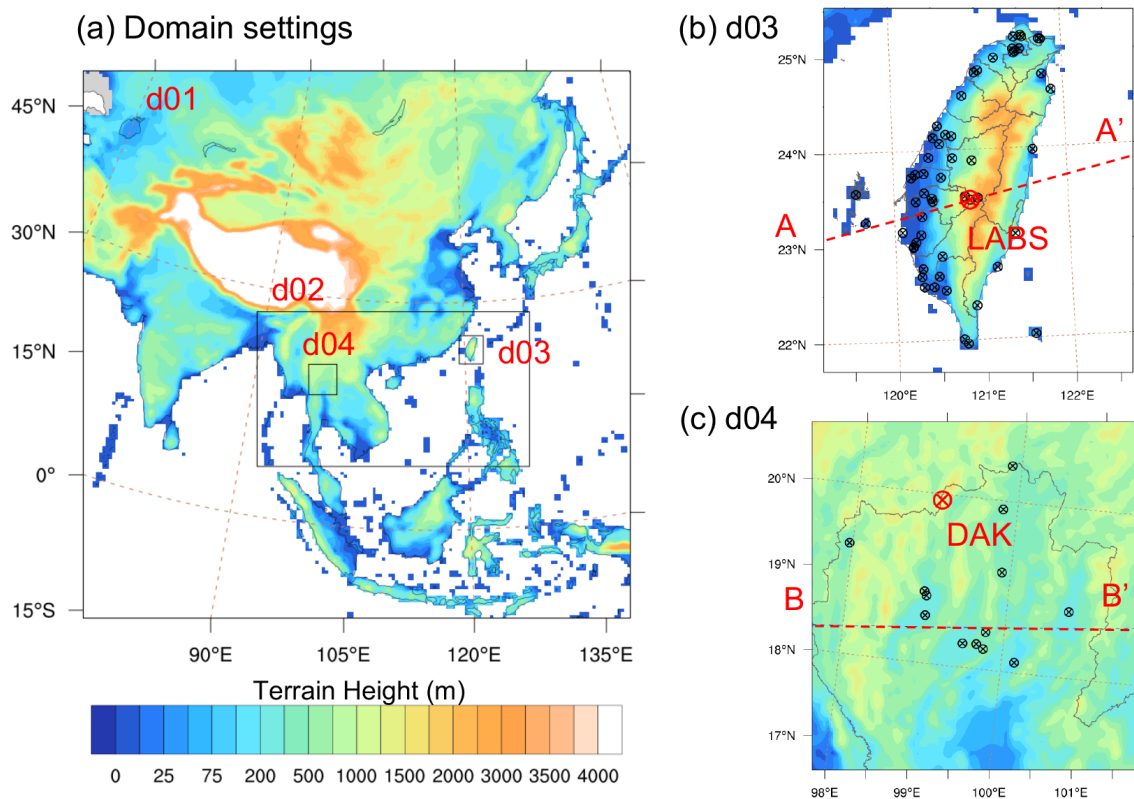 (a) Domain settings
d01
d02
d04
d03
45°N
30°N
15°N
0°
15°S
90°E
105°E
120°E
135°E
Terrain Height (m)
0 25 75 200 500 1000 1500 2000 3000 3500 4000
(b) d03
25°N
24°N
23°N
22°N
A
A'
LABS
120°E
121°E
122°E
(c) d04
20°N
19°N
18°N
17°N
DAK
B
B'
98°E
99°E
100°E
101°E